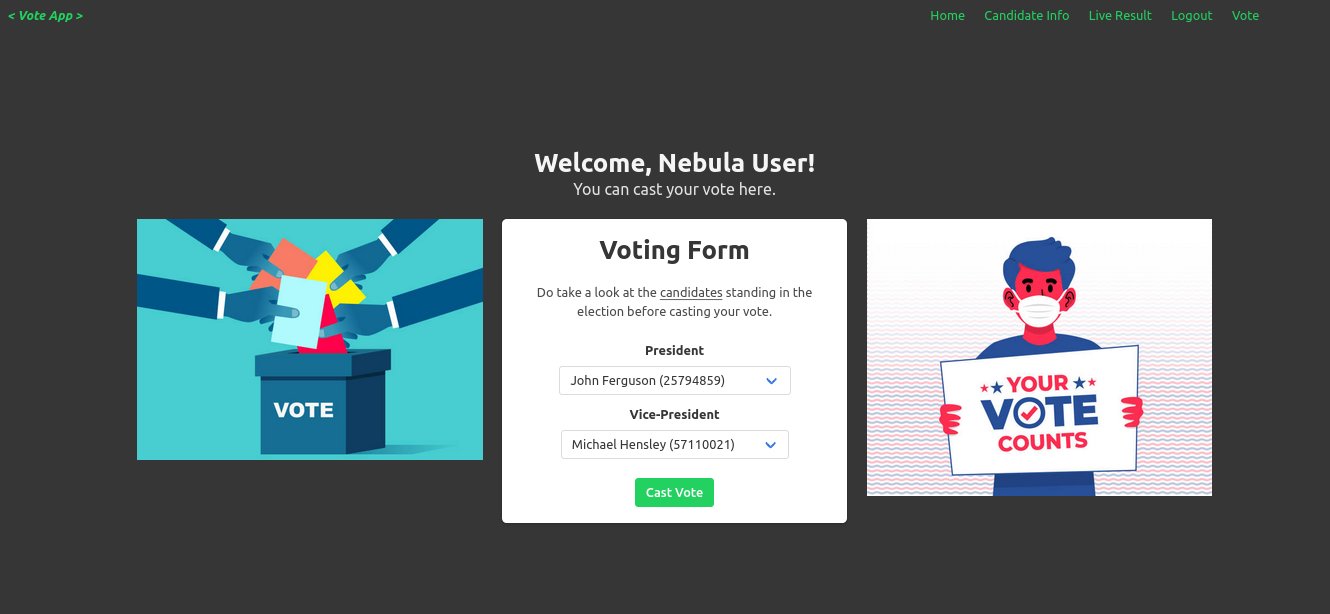 < Vote App >
Home
Candidate Info
Live Result
Logout
Vote
Welcome, Nebula User!
You can cast your vote here.
VOTE
Voting Form
Do take a look at the candidates standing in the
election before casting your vote.
President
John Ferguson (25794859)
Vice-President
Michael Hensley (57110021)
Cast Vote
YOUR
VOTE
COUNTS